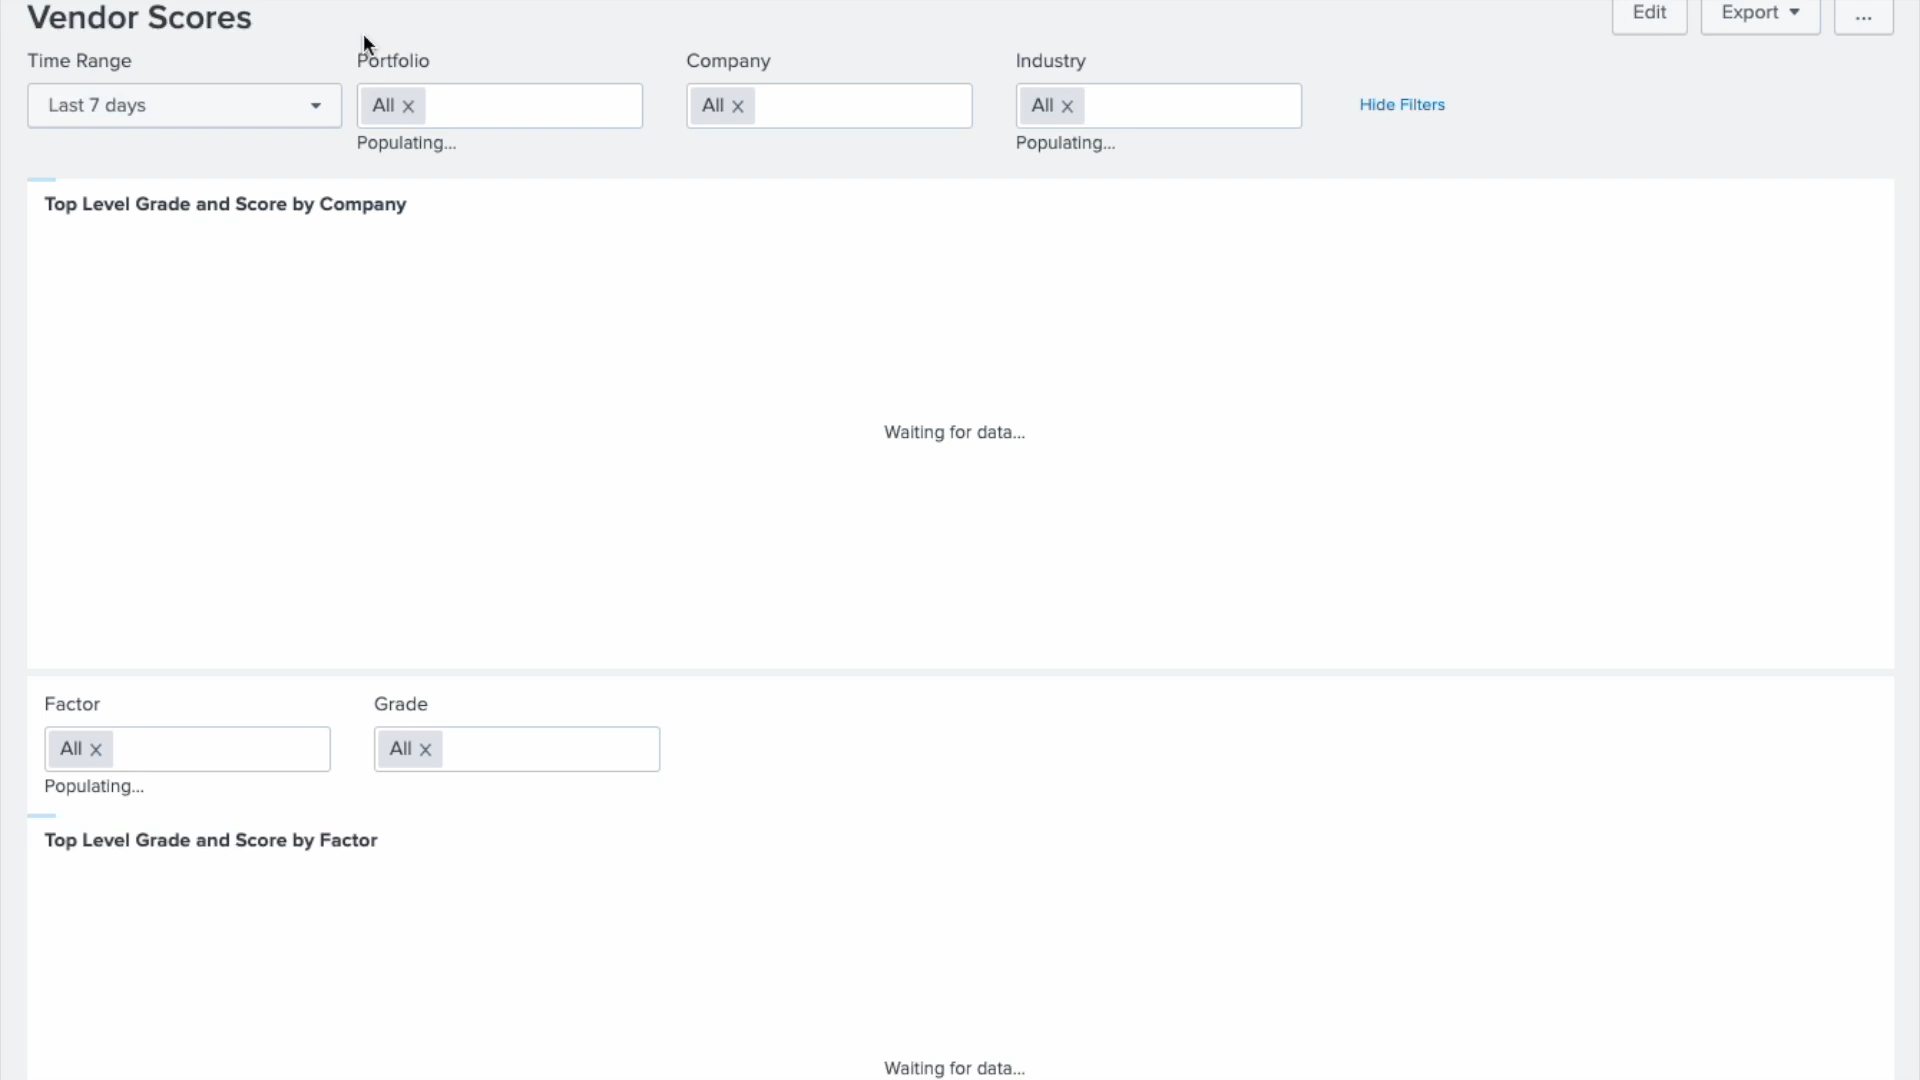 Vendor Scores
Edit
Export
...
Time Range
Portfolio
Company
Industry
Last 7 days
All
All
All
Hide Filters
Populating...
Populating...
Top Level Grade and Score by Company
Waiting for data...
Factor
Grade
All
All
Populating...
Top Level Grade and Score by Factor
Waiting for data...